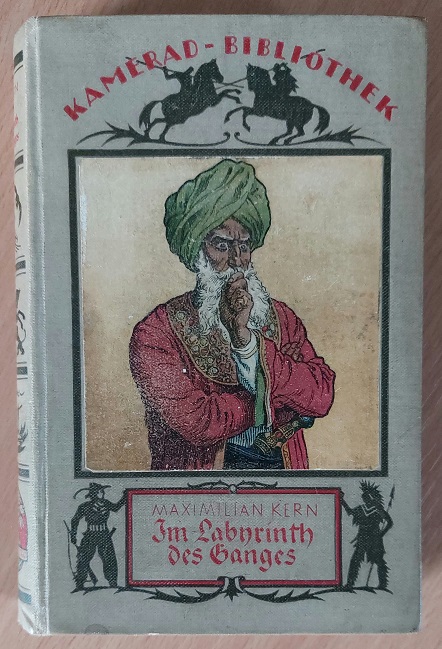 KAMERAD-BIBLIOTHEK
MAXIMILIAN KERN
Im Labyrinth
des Ganges